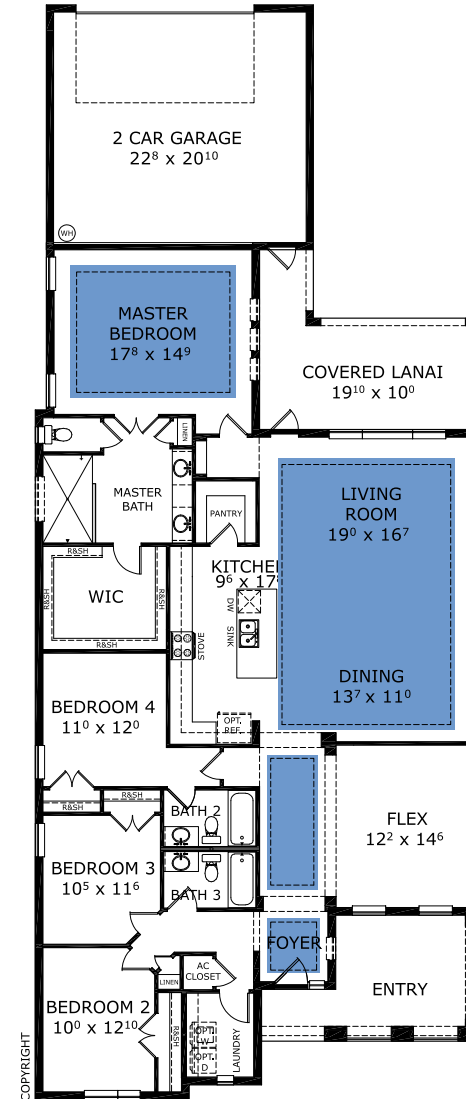 2 CAR GARAGE
22⁸ x 20¹⁰
WH
MASTER
BEDROOM
17⁸ x 14⁹
COVERED LANAI
19¹⁰ x 10⁰
LINEN
MASTER
BATH
PANTRY
LIVING
ROOM
19⁰ x 16⁷
R&SH
R&SH
R&SH
R&SH
WIC
KITCHE
9⁶ x 17
DW
SINK
STOVE
OPT.
REF.
DINING
13⁷ x 11⁰
BEDROOM 4
11⁰ x 12⁰
R&SH
R&SH
BATH 2
FLEX
12² x 14⁶
BEDROOM 3
10⁵ x 11⁶
BATH 3
FOYER
AC
CLOSET
LINEN
ENTRY
BEDROOM 2
10⁰ x 12¹⁰
R&SH
OPT.
W
OPT.
D
LAUNDRY
COPYRIGHT